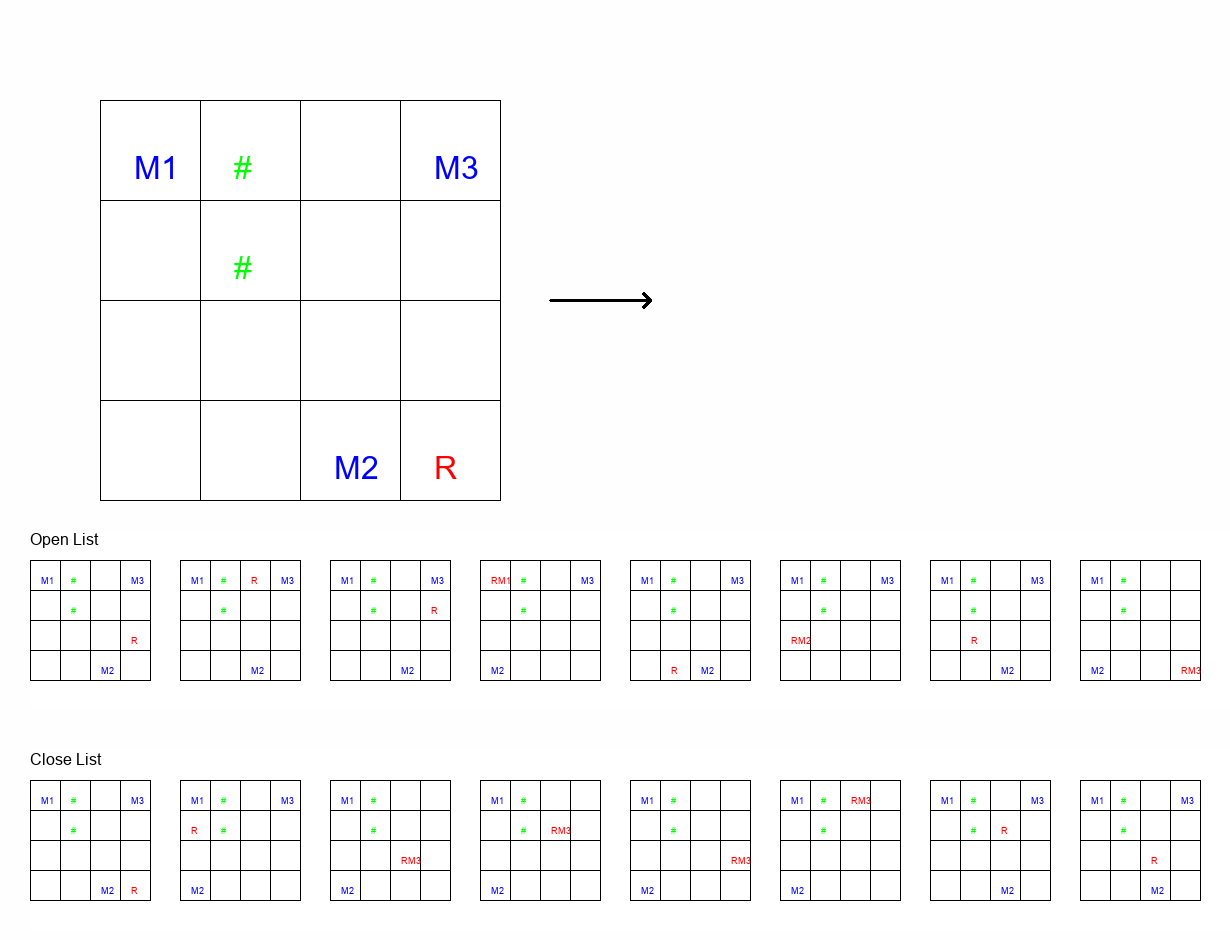 M1 # M3
#
M2 R
Open List
M1 # M3 M1 # R M3 M1 # M3 RM1 # M3 M1 # M3 M1 # M3 M1 # M3 M1 #
# # # R # # # # #
R RM2 R
M2 M2 M2 M2 R M2 M2 M2 RM3
Close List
M1 # M3 M1 # M3 M1 # M1 # M1 # M1 # RM3 M1 # M3 M1 # M3
# R # # # RM3 # # # R #
RM3 RM3 R
M2 R M2 M2 M2 M2 M2 M2 M2